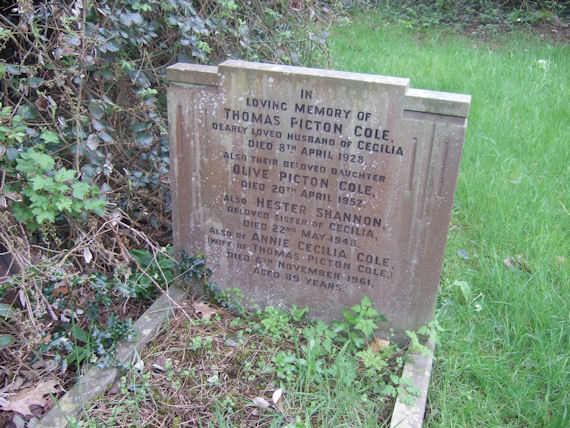 IN
LOVING MEMORY OF
THOMAS PICTON COLE,
DEARLY LOVED HUSBAND OF CECILIA
DIED 8TH APRIL 1928.
ALSO THEIR BELOVED DAUGHTER
OLIVE PICTON COLE,
DIED 20TH APRIL 1952.
ALSO HESTER SHANNON,
BELOVED SISTER OF CECILIA,
DIED 22ND MAY 1948.
ALSO OF ANNIE CECILIA COLE,
(WIFE OF THOMAS PICTON COLE,)
DIED 6TH NOVEMBER 1961,
AGED 89 YEARS.